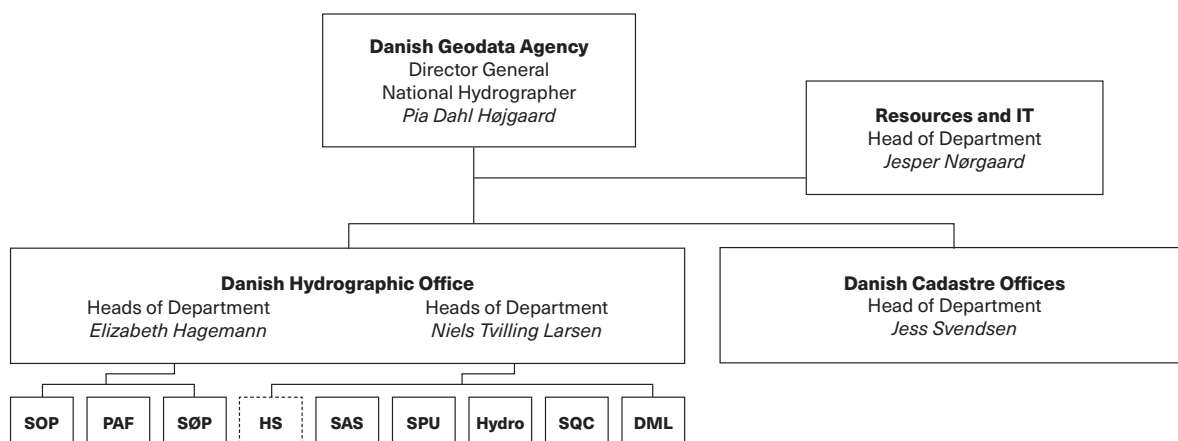 Danish Geodata Agency
Director General
National Hydrographer
Pia Dahl Højgaard
Resources and IT
Head of Department
Jesper Nørgaard
Danish Hydrographic Office
Heads of Department
Elizabeth Hagemann
Heads of Department
Niels Tvilling Larsen
Danish Cadastre Offices
Head of Department
Jess Svendsen
SOP
PAF
SØP
HS
SAS
SPU
Hydro
SQC
DML